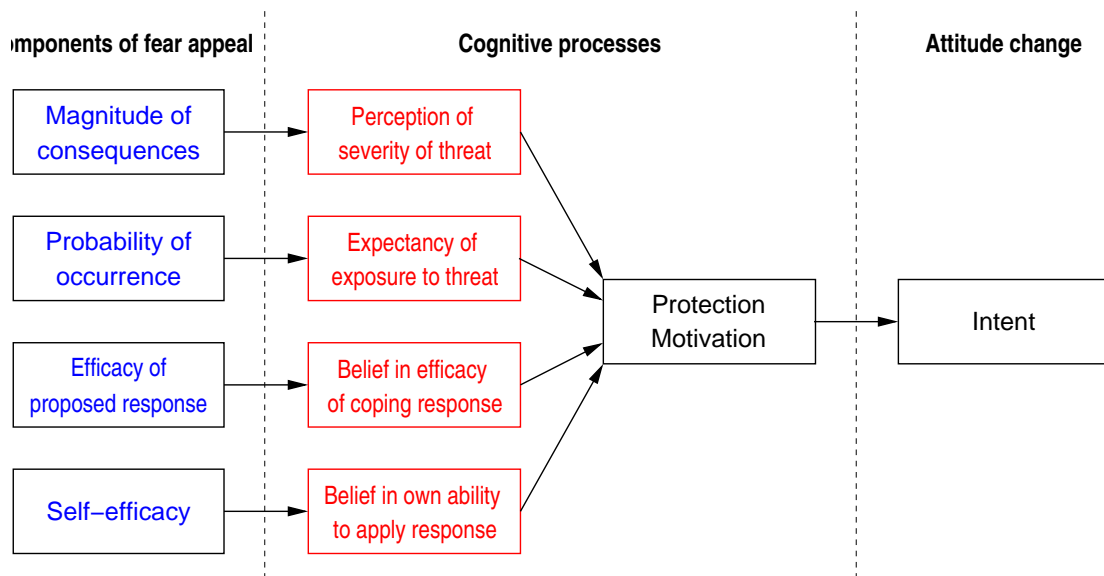 omponents of fear appeal
Cognitive processes
Attitude change
Magnitude of
consequences
Perception of
severity of threat
Probability of
occurrence
Expectancy of
exposure to threat
Protection
Motivation
Intent
Efficacy of
proposed response
Belief in efficacy
of coping response
Self−efficacy
Belief in own ability
to apply response